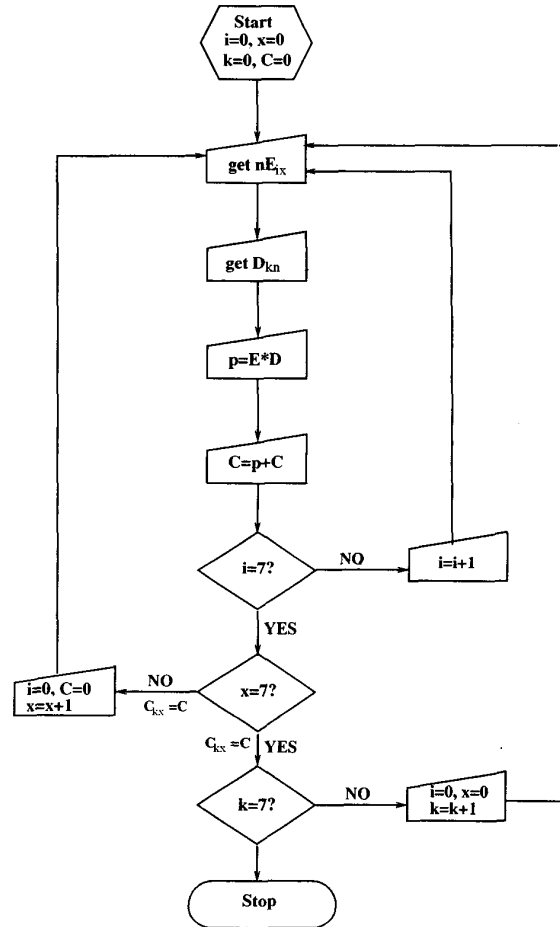 Start
i=0, x=0
k=0, C=0
get nE_ix
get D_kn
p=E*D
C=p+C
i=7?
NO
i=i+1
YES
x=7?
NO
C_kx =C
i=0, C=0
x=x+1
C_kx =C
YES
k=7?
NO
i=0, x=0
k=k+1
Stop